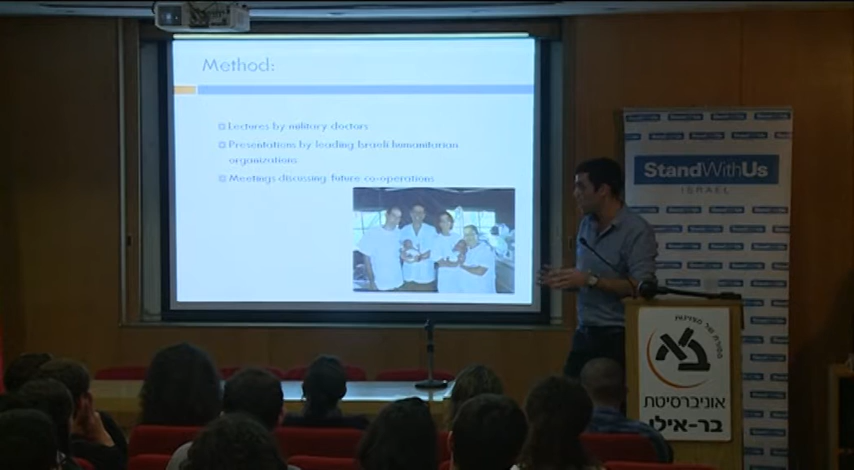 Method:
Lectures by military doctors
Presentations by leading Israeli humanitarian
organizations
Meetings discussing future co-operations
StandWithUs
ISRAEL
אוניברסיטת
בר-אילן